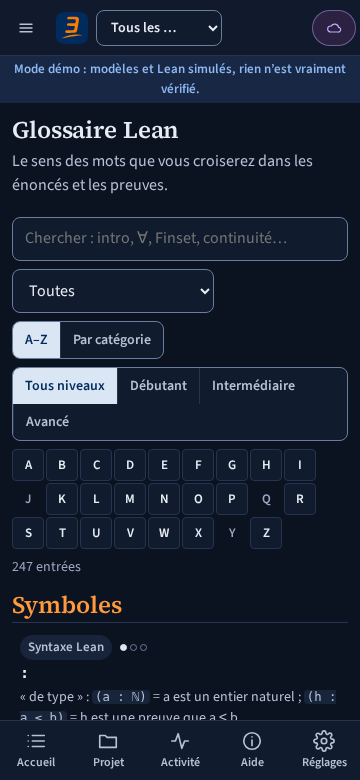 Tous les …
Mode démo : modèles et Lean simulés, rien n’est vraiment
vérifié.
Glossaire Lean
Le sens des mots que vous croiserez dans les
énoncés et les preuves.
Chercher : intro, ∀, Finset, continuité…
Toutes
A–Z Par catégorie
Tous niveaux Débutant Intermédiaire
Avancé
A B C D E F G H I
J K L M N O P Q R
S T U V W X Y Z
247 entrées
Symboles
Syntaxe Lean
:
« de type » : (a : ℕ) = a est un entier naturel ; (h :
a ≤ b) = h est une preuve que a ≤ b
Accueil Projet Activité Aide Réglages